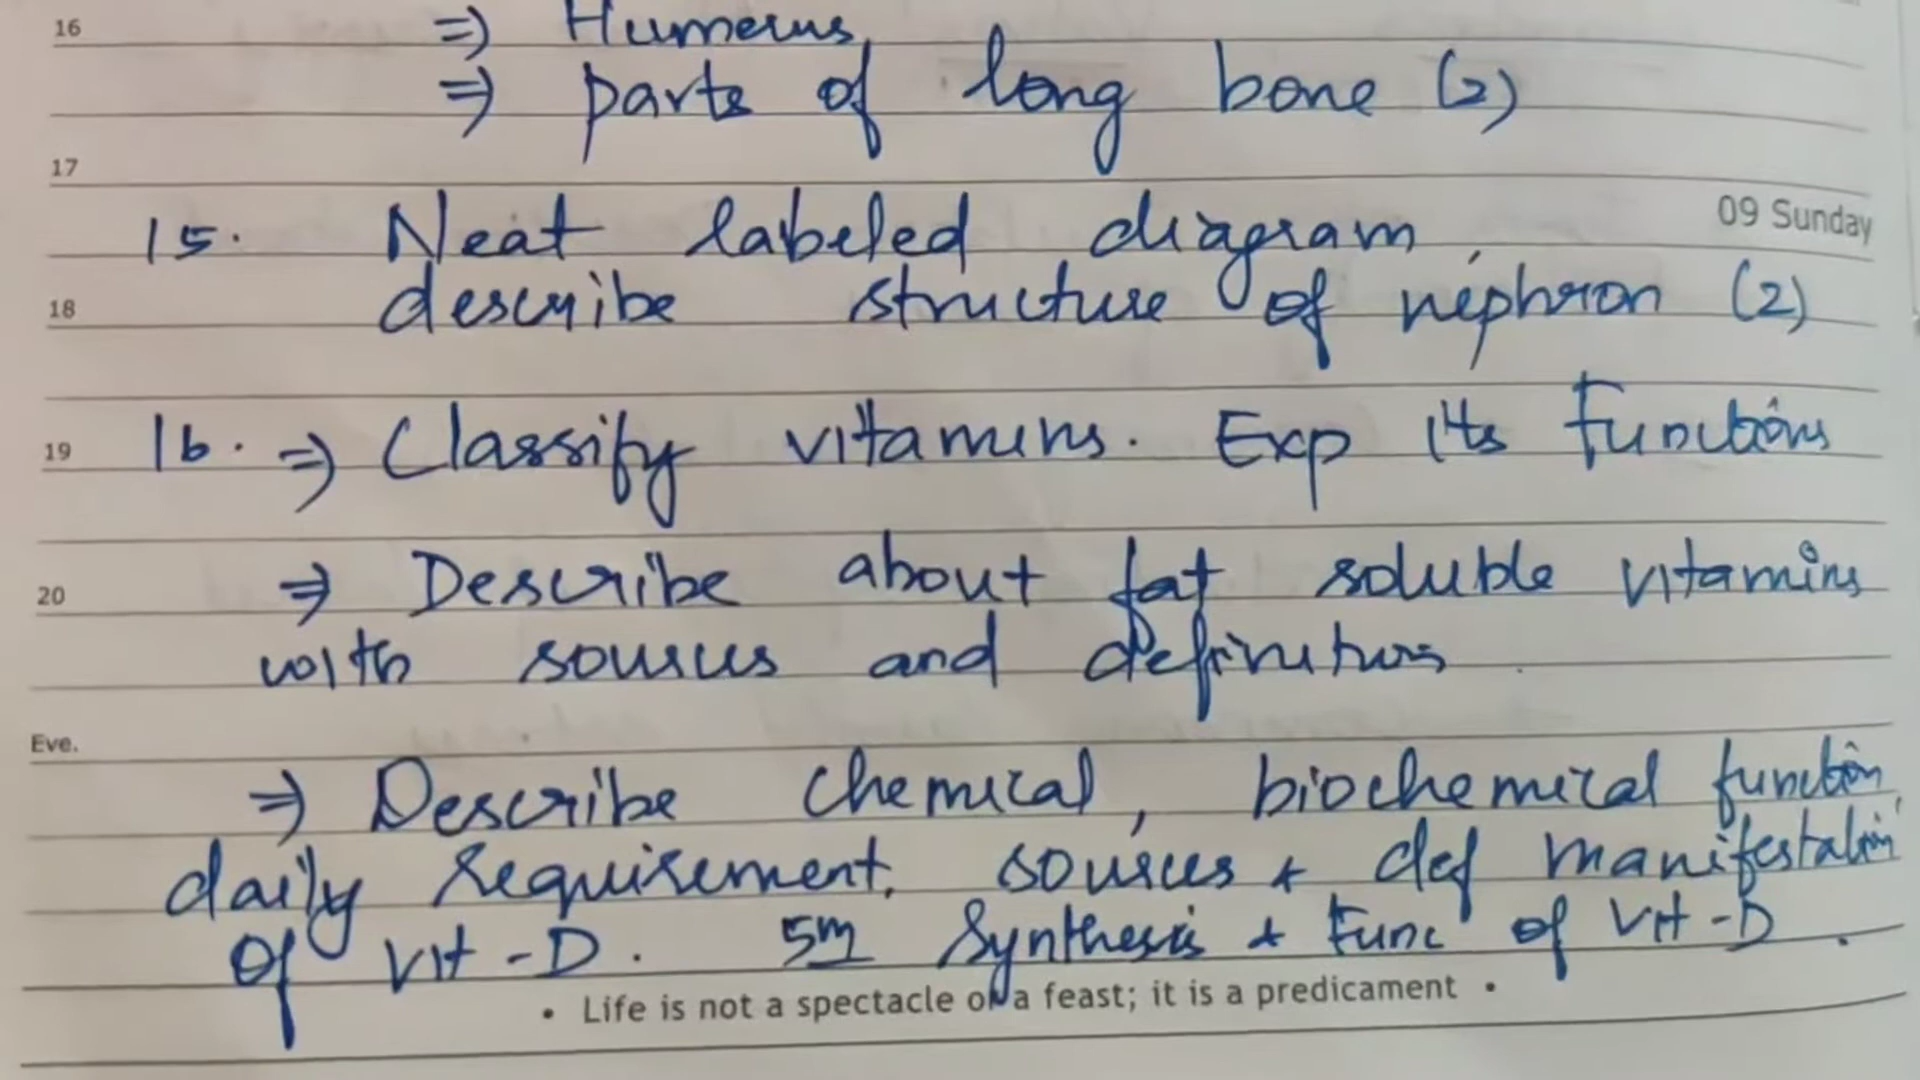 16 ⇒ Humerus
⇒ parts of long bone (2)
17
09 Sunday
15. Neat labeled diagram
18 describe structure of nephron (2)
19 16. ⇒ Classify vitamins. Exp its functions
20 ⇒ Describe about fat soluble vitamins
with sources and
Eve.
⇒ Describe chemical, biochemical function
daily requirement, sources + def manifestation
of Vit-D. 5m Synthesis + Func of Vit-D
• Life is not a spectacle or a feast; it is a predicament •